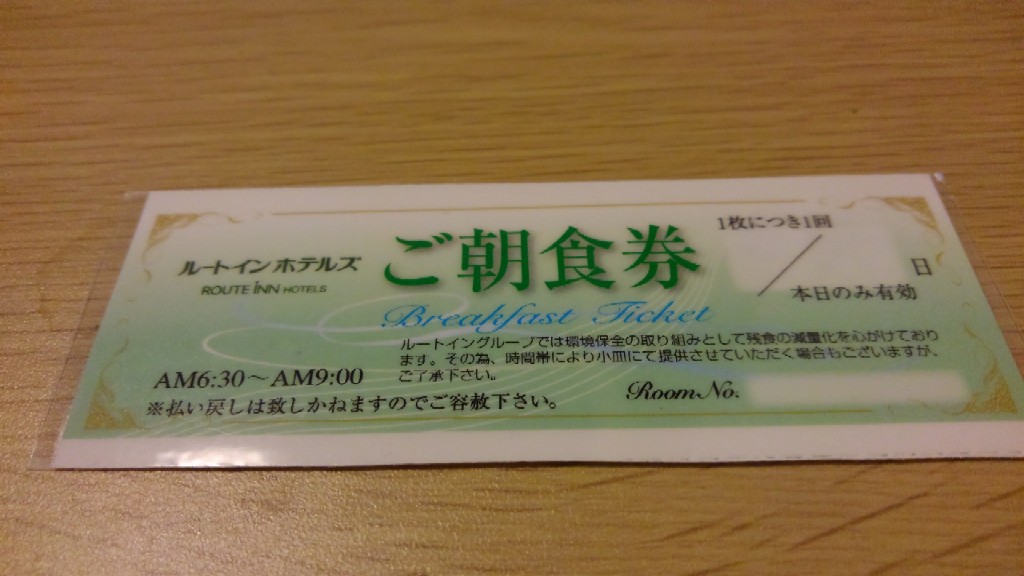 1枚につき1回
ルートイン ホテルズ
ROUTE INN HOTELS
ご朝食券
／ 日
本日のみ有効
Breakfast Ticket
ルートイングループでは環境保全の取り組みとして残食の減量化を心がけており
ます。その為、時間帯により小皿にて提供させていただく場合もございますが、
ご了承下さい。
AM6:30～AM9:00
Room No.
※払い戻しは致しかねますのでご容赦下さい。